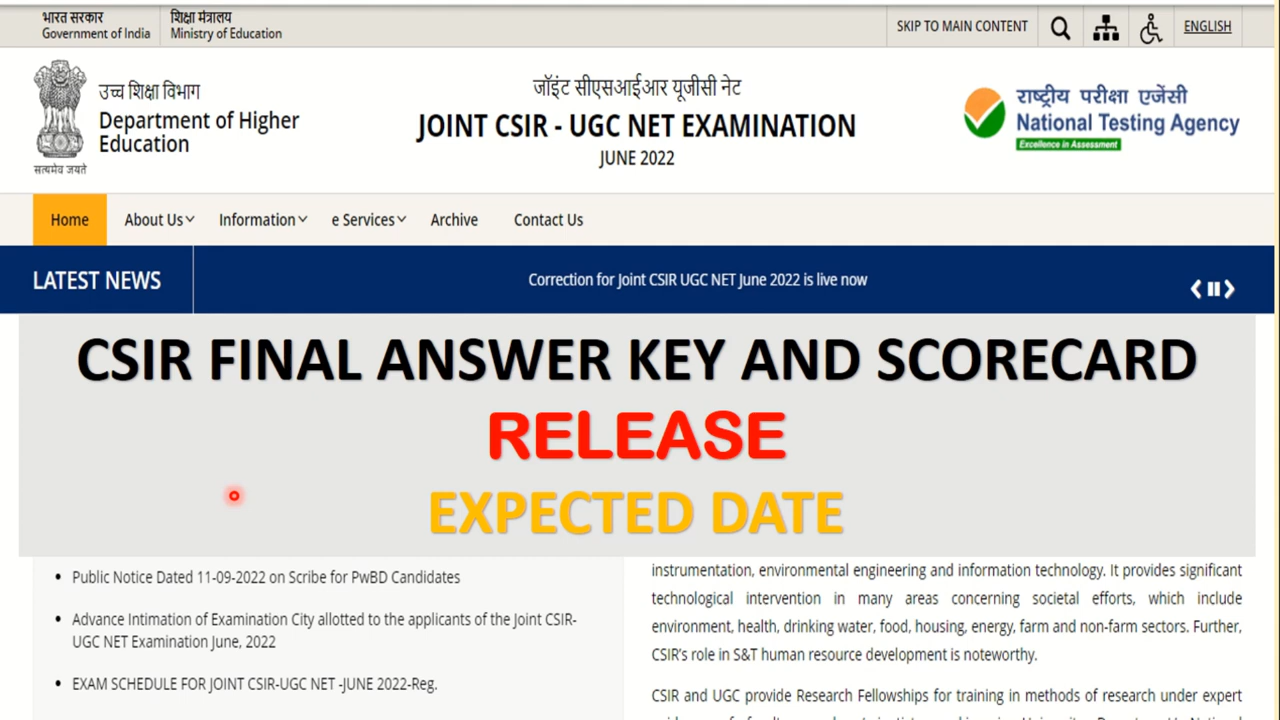 भारत सरकार
Government of India
शिक्षा मंत्रालय
Ministry of Education
SKIP TO MAIN CONTENT
ENGLISH
सत्यमेव जयते
उच्च शिक्षा विभाग
Department of Higher
Education
जॉइंट सीएसआईआर यूजीसी नेट
JOINT CSIR - UGC NET EXAMINATION
JUNE 2022
राष्ट्रीय परीक्षा एजेंसी
National Testing Agency
Excellence in Assessment
Home
About Us
Information
e Services
Archive
Contact Us
LATEST NEWS
Correction for Joint CSIR UGC NET June 2022 is live now
CSIR FINAL ANSWER KEY AND SCORECARD
RELEASE
EXPECTED DATE
• Public Notice Dated 11-09-2022 on Scribe for PwBD Candidates
• Advance Intimation of Examination City allotted to the applicants of the Joint CSIR-
UGC NET Examination June, 2022
• EXAM SCHEDULE FOR JOINT CSIR-UGC NET -JUNE 2022-Reg.
instrumentation, environmental engineering and information technology. It provides significant
technological intervention in many areas concerning societal efforts, which include
environment, health, drinking water, food, housing, energy, farm and non-farm sectors. Further,
CSIR's role in S&T human resource development is noteworthy.
CSIR and UGC provide Research Fellowships for training in methods of research under expert